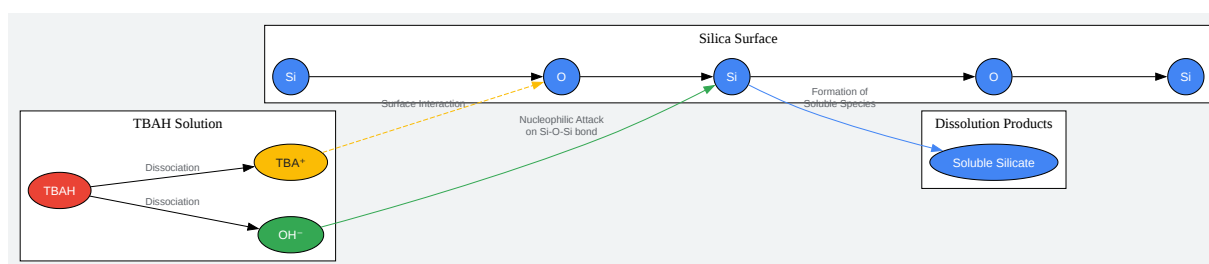 Silica Surface
Si
O
Si
O
Si
Surface Interaction
Formation of
Soluble Species
Nucleophilic Attack
on Si-O-Si bond
TBAH Solution
Dissolution Products
Dissociation
TBA⁺
Soluble Silicate
TBAH
Dissociation
OH⁻